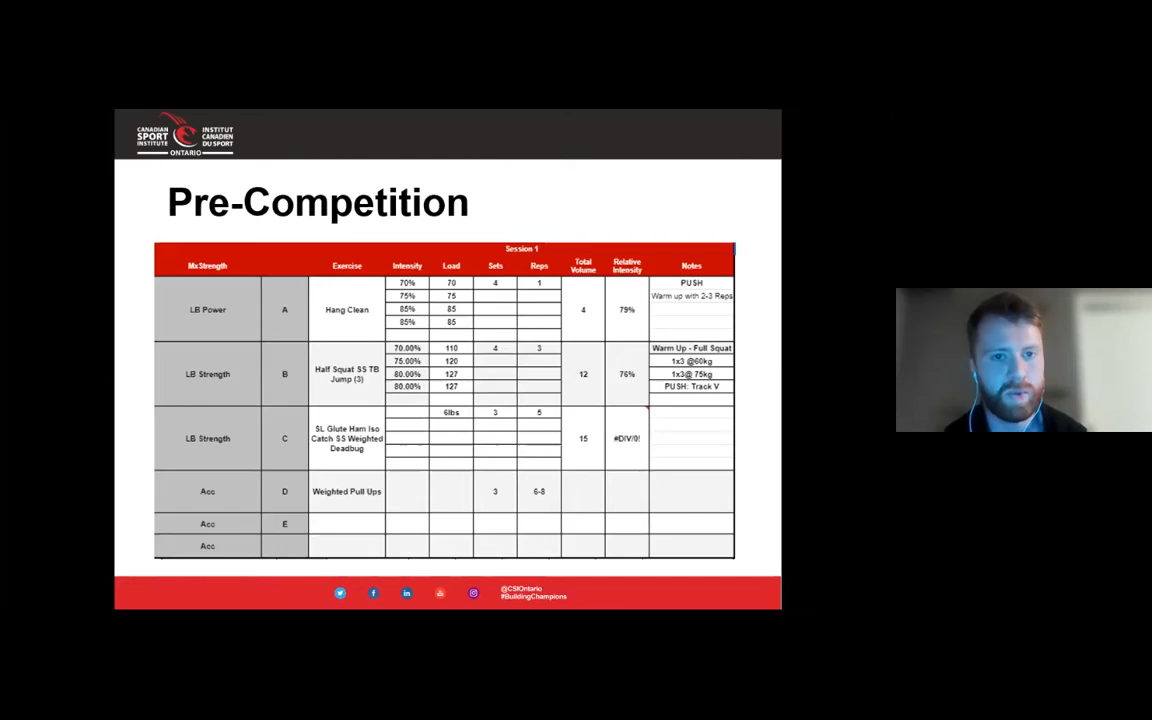 CANADIAN SPORT INSTITUTE
INSTITUT CANADIEN DU SPORT
ONTARIO
Pre-Competition
Session 1
MxStrength Exercise Intensity Load Sets Reps Total Volume Relative Intensity Notes
LB Power A Hang Clean 4 79%
70% 70 4 1 PUSH
75% 75 Warm up with 2-3 Reps
85% 85
85% 85
LB Strength B Half Squat SS TB Jump (3) 12 76%
70.00% 110 4 3 Warm Up - Full Squat
75.00% 120 1x3 @60kg
80.00% 127 1x3@ 75kg
80.00% 127 PUSH: Track V
LB Strength C SL Glute Ham Iso Catch SS Weighted Deadbug 6lbs 3 5 15 #DIV/0!
Acc D Weighted Pull Ups 3 6-8
Acc E
Acc
@CSIOntario
#BuildingChampions